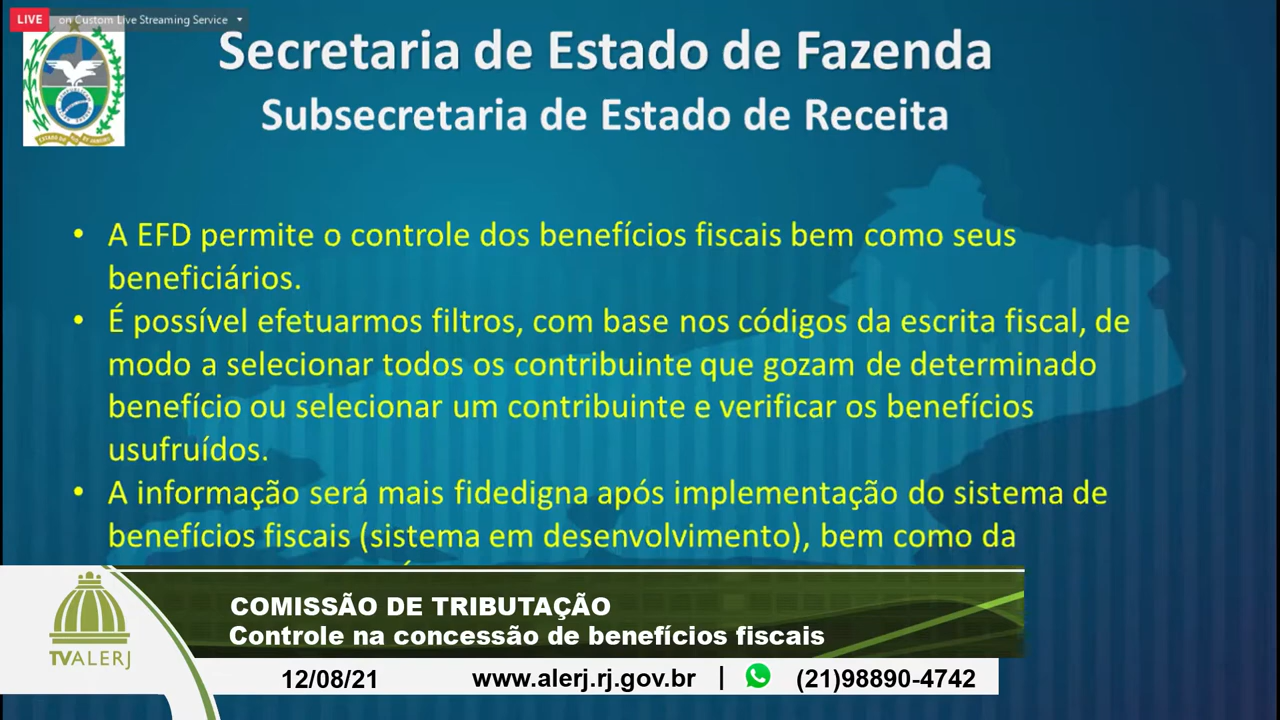 LIVE on Custom Live Streaming Service
Secretaria de Estado de Fazenda
Subsecretaria de Estado de Receita
• A EFD permite o controle dos benefícios fiscais bem como seus
beneficiários.
• É possível efetuarmos filtros, com base nos códigos da escrita fiscal, de
modo a selecionar todos os contribuinte que gozam de determinado
benefício ou selecionar um contribuinte e verificar os benefícios
usufruídos.
• A informação será mais fidedigna após implementação do sistema de
benefícios fiscais (sistema em desenvolvimento), bem como da
COMISSÃO DE TRIBUTAÇÃO
Controle na concessão de benefícios fiscais
TVALERJ
12/08/21 www.alerj.rj.gov.br | (21)98890-4742